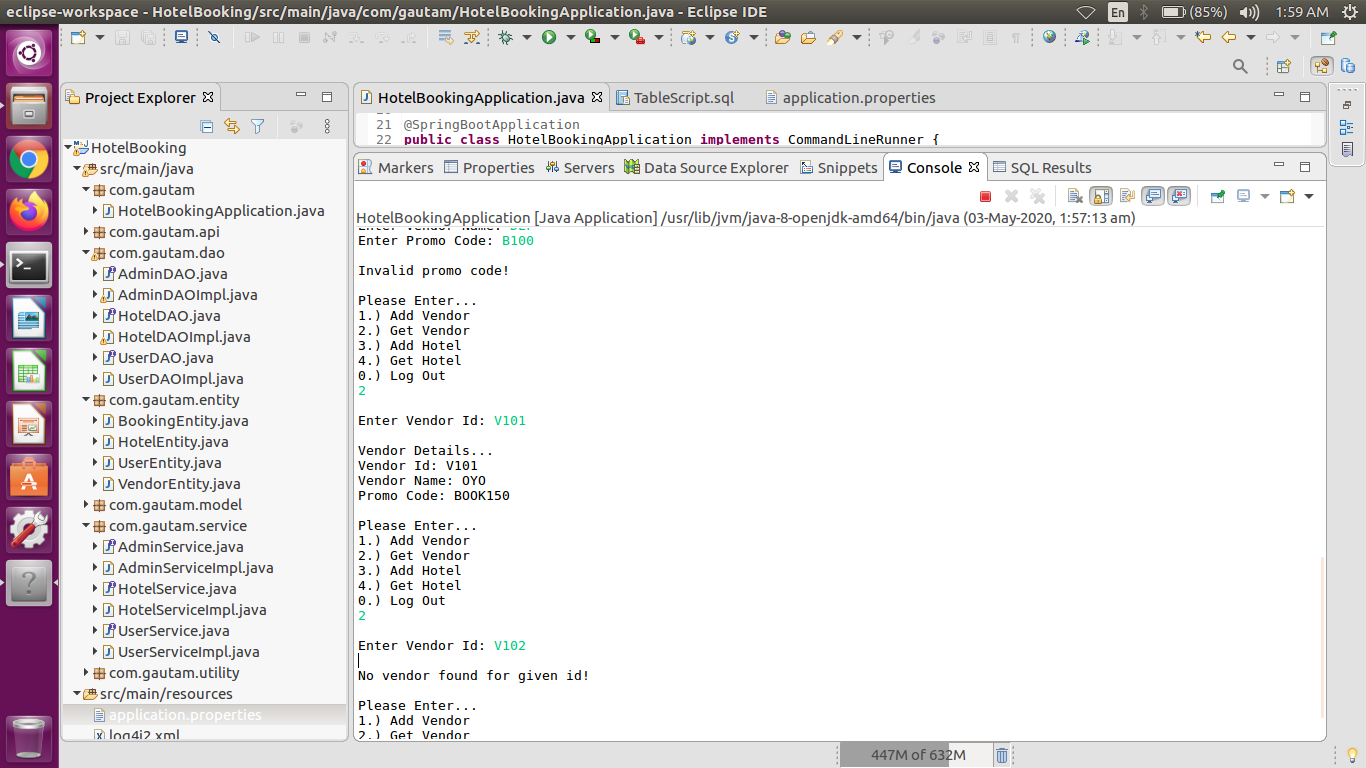 eclipse-workspace - HotelBooking/src/main/java/com/gautam/HotelBookingApplication.java - Eclipse IDE
En (85%) 1:59 AM
Project Explorer
HotelBooking
src/main/java
com.gautam
HotelBookingApplication.java
com.gautam.api
com.gautam.dao
AdminDAO.java
AdminDAOImpl.java
HotelDAO.java
HotelDAOImpl.java
UserDAO.java
UserDAOImpl.java
com.gautam.entity
BookingEntity.java
HotelEntity.java
UserEntity.java
VendorEntity.java
com.gautam.model
com.gautam.service
AdminService.java
AdminServiceImpl.java
HotelService.java
HotelServiceImpl.java
UserService.java
UserServiceImpl.java
com.gautam.utility
src/main/resources
application.properties
log4j2.xml
HotelBookingApplication.java TableScript.sql application.properties
21 @SpringBootApplication
22 public class HotelBookingApplication implements CommandLineRunner {
Markers Properties Servers Data Source Explorer Snippets Console SQL Results
HotelBookingApplication [Java Application] /usr/lib/jvm/java-8-openjdk-amd64/bin/java (03-May-2020, 1:57:13 am)
Enter Vendor Name:
Enter Promo Code: B100
Invalid promo code!
Please Enter...
1.) Add Vendor
2.) Get Vendor
3.) Add Hotel
4.) Get Hotel
0.) Log Out
2
Enter Vendor Id: V101
Vendor Details...
Vendor Id: V101
Vendor Name: OYO
Promo Code: BOOK150
Please Enter...
1.) Add Vendor
2.) Get Vendor
3.) Add Hotel
4.) Get Hotel
0.) Log Out
2
Enter Vendor Id: V102
No vendor found for given id!
Please Enter...
1.) Add Vendor
2.) Get Vendor
447M of 632M